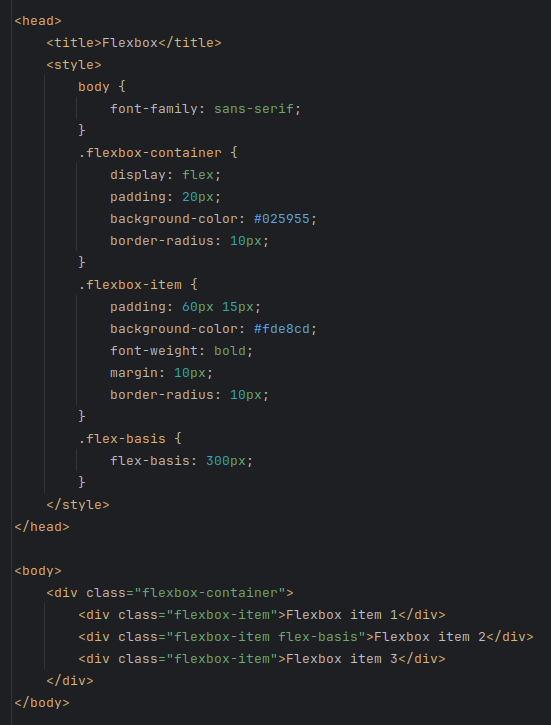 <head>
    <title>Flexbox</title>
    <style>
        body {
            font-family: sans-serif;
        }
        .flexbox-container {
            display: flex;
            padding: 20px;
            background-color: #025955;
            border-radius: 10px;
        }
        .flexbox-item {
            padding: 60px 15px;
            background-color: #fde8cd;
            font-weight: bold;
            margin: 10px;
            border-radius: 10px;
        }
        .flex-basis {
            flex-basis: 300px;
        }
    </style>
</head>

<body>
    <div class="flexbox-container">
        <div class="flexbox-item">Flexbox item 1</div>
        <div class="flexbox-item flex-basis">Flexbox item 2</div>
        <div class="flexbox-item">Flexbox item 3</div>
    </div>
</body>